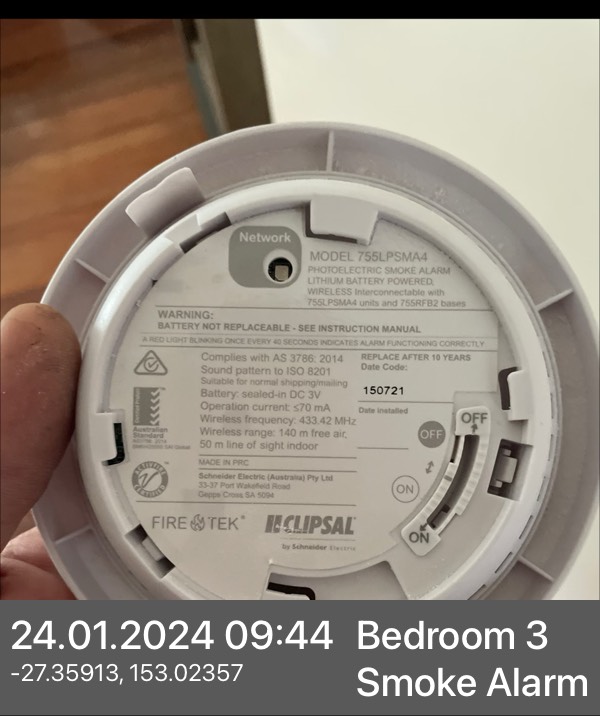 Network
MODEL 755LPSMA4
PHOTOELECTRIC SMOKE ALARM
LITHIUM BATTERY POWERED,
WIRELESS Interconnectable with
755LPSMA4 units and 755RFB2 bases
WARNING:
BATTERY NOT REPLACEABLE - SEE INSTRUCTION MANUAL
A RED LIGHT BLINKING ONCE EVERY 40 SECONDS INDICATES ALARM FUNCTIONING CORRECTLY
Complies with AS 3786: 2014
Sound pattern to ISO 8201
Suitable for normal shipping/mailing
Battery: sealed-in DC 3V
Operation current: ≤70 mA
Wireless frequency: 433.42 MHz
Wireless range: 140 m free air,
50 m line of sight indoor
REPLACE AFTER 10 YEARS
Date Code:
150721
Date Installed
OFF
ON
OFF
ON
Australian
Standard
MADE IN PRC
Schneider Electric (Australia) Pty Ltd
33-37 Port Wakefield Road
Gepps Cross SA 5094
FIRE TEK
CLIPSAL
by Schneider Electric
24.01.2024 09:44
-27.35913, 153.02357
Bedroom 3
Smoke Alarm